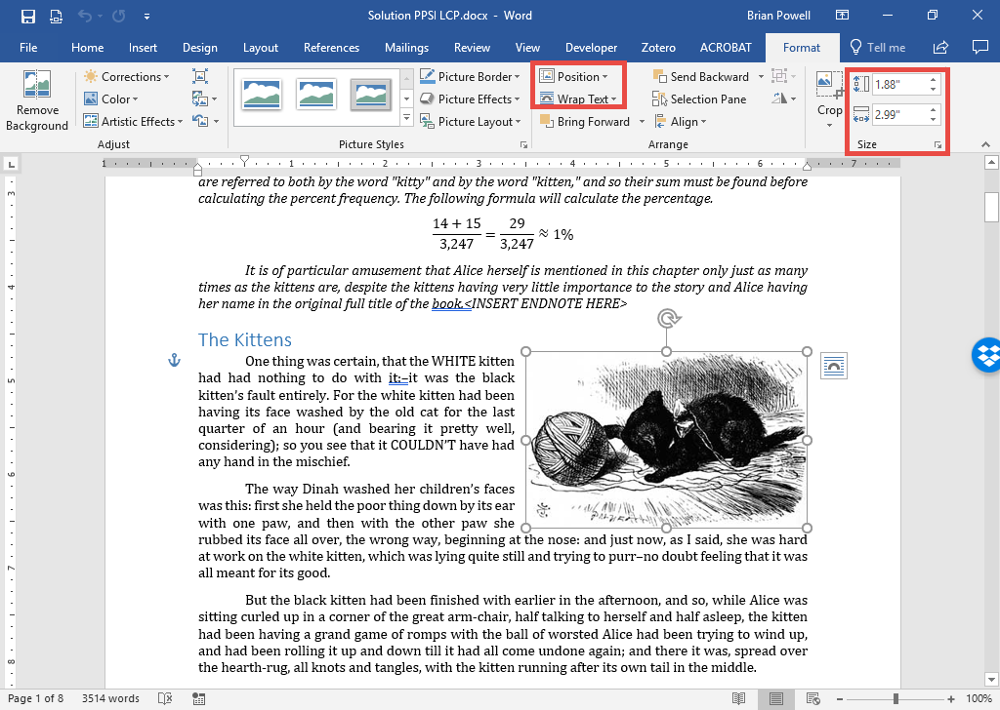 Solution PPSI LCP.docx - Word
Brian Powell
File Home Insert Design Layout References Mailings Review View Developer Zotero ACROBAT Format Tell me
Remove Background
Corrections
Color
Artistic Effects
Adjust
Picture Styles
Picture Border
Picture Effects
Picture Layout
Position
Wrap Text
Bring Forward
Send Backward
Selection Pane
Align
Arrange
Crop
1.88"
2.99"
Size
1 1 2 3 4 5 6 7
3
4
5
6
7
8
are referred to both by the word "kitty" and by the word "kitten," and so their sum must be found before
calculating the percent frequency. The following formula will calculate the percentage.
14 + 15
3,247
=
29
3,247
≈ 1%
It is of particular amusement that Alice herself is mentioned in this chapter only just as many
times as the kittens are, despite the kittens having very little importance to the story and Alice having
her name in the original full title of the book.<INSERT ENDNOTE HERE>
The Kittens
One thing was certain, that the WHITE kitten
had had nothing to do with it:–it was the black
kitten's fault entirely. For the white kitten had been
having its face washed by the old cat for the last
quarter of an hour (and bearing it pretty well,
considering); so you see that it COULDN'T have had
any hand in the mischief.
The way Dinah washed her children's faces
was this: first she held the poor thing down by its ear
with one paw, and then with the other paw she
rubbed its face all over, the wrong way, beginning at the nose: and just now, as I said, she was hard
at work on the white kitten, which was lying quite still and trying to purr–no doubt feeling that it was
all meant for its good.
But the black kitten had been finished with earlier in the afternoon, and so, while Alice was
sitting curled up in a corner of the great arm-chair, half talking to herself and half asleep, the kitten
had been having a grand game of romps with the ball of worsted Alice had been trying to wind up,
and had been rolling it up and down till it had all come undone again; and there it was, spread over
the hearth-rug, all knots and tangles, with the kitten running after its own tail in the middle.
Page 1 of 8 3514 words 100%